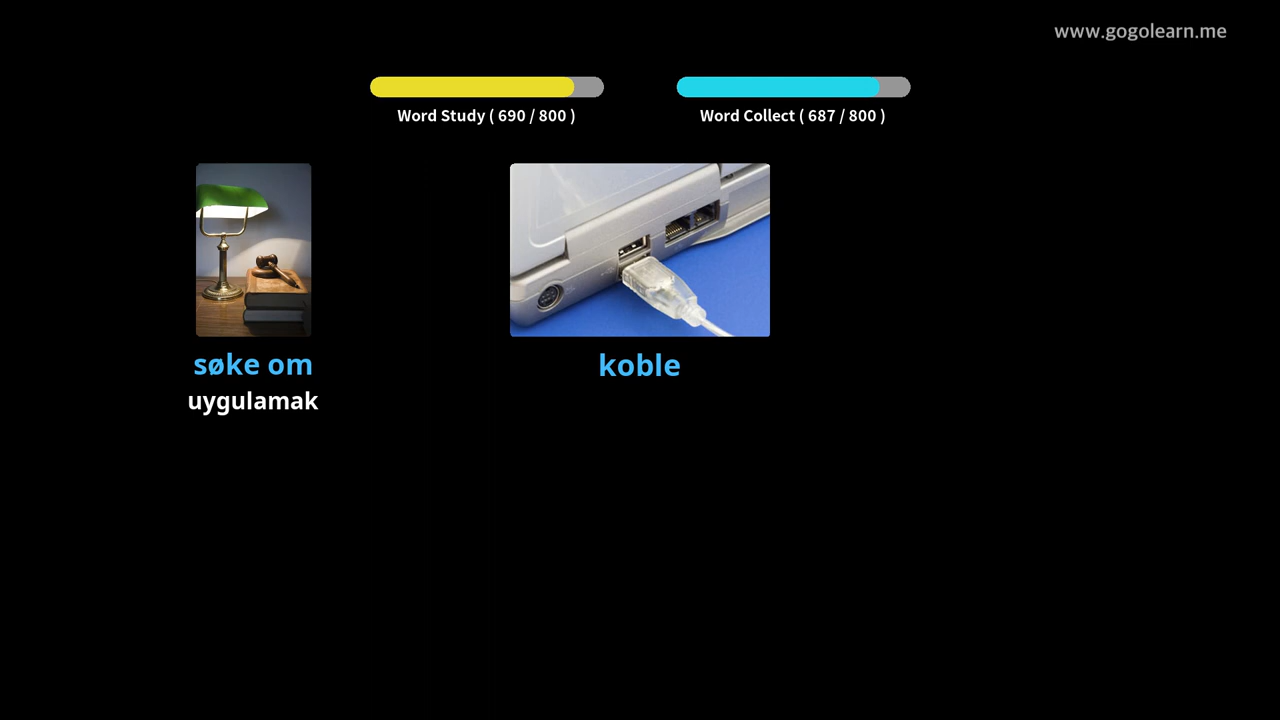 www.gogolearn.me
Word Study ( 690 / 800 )
Word Collect ( 687 / 800 )
søke om
uygulamak
koble